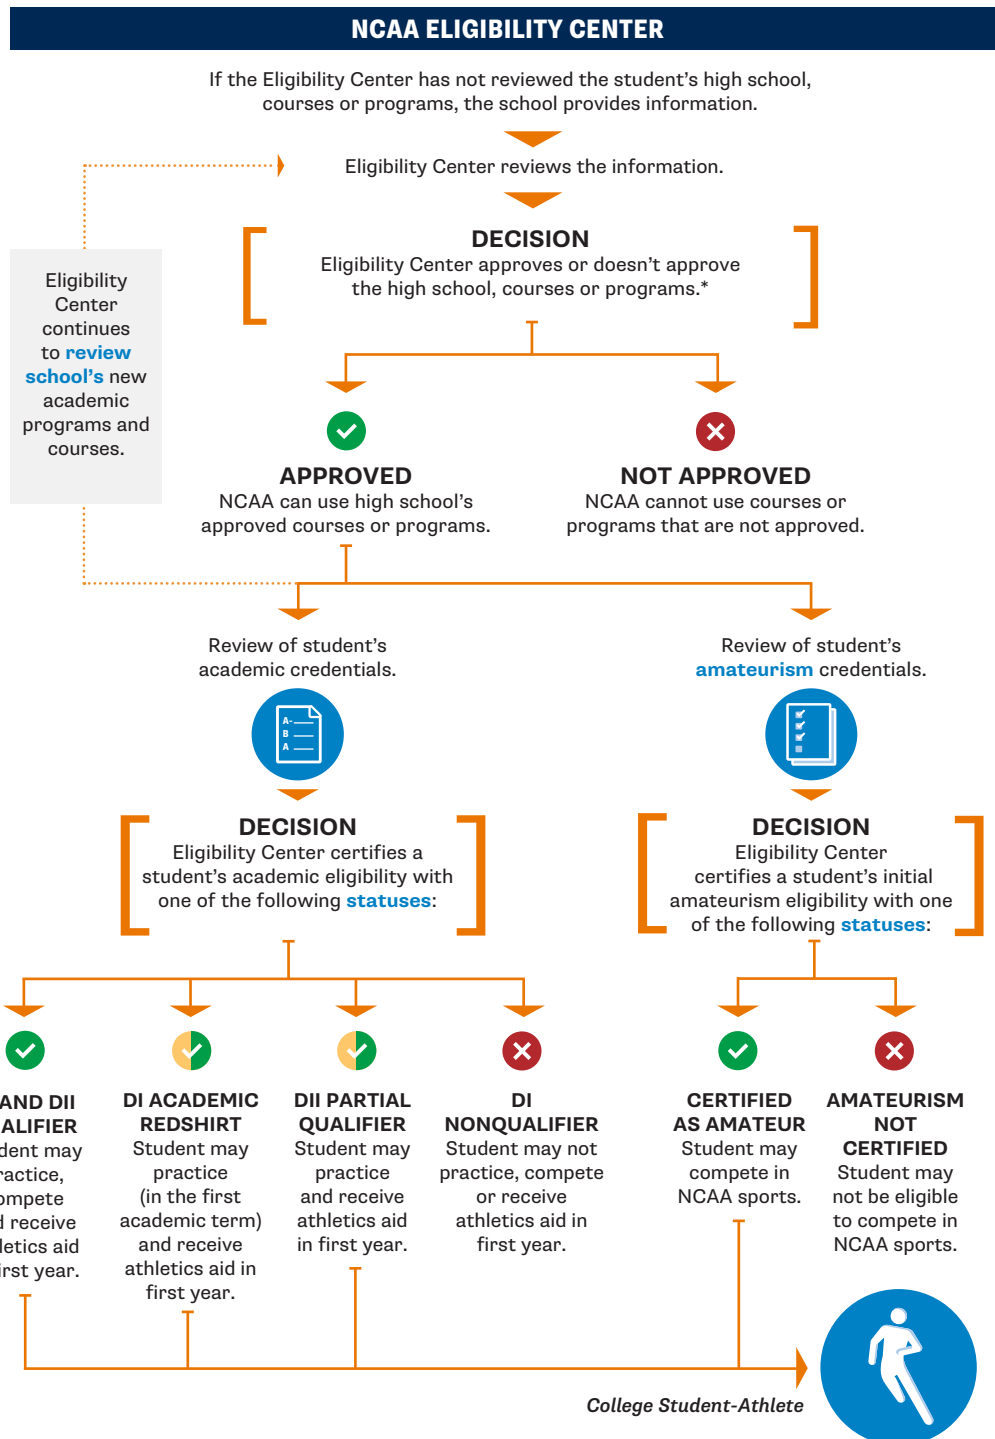 NCAA ELIGIBILITY CENTER
If the Eligibility Center has not reviewed the student's high school,
courses or programs, the school provides information.
Eligibility Center reviews the information.
DECISION
Eligibility Center approves or doesn't approve
the high school, courses or programs.*
Eligibility
Center
continues
to review
school's new
academic
programs and
courses.
APPROVED
NCAA can use high school's
approved courses or programs.
NOT APPROVED
NCAA cannot use courses or
programs that are not approved.
Review of student's
academic credentials.
Review of student's
amateurism credentials.
A-
B
A
DECISION
Eligibility Center certifies a
student's academic eligibility with
one of the following statuses:
DECISION
Eligibility Center
certifies a student's initial
amateurism eligibility with one
of the following statuses:
AND DII
may
receive
aid
year.
DI ACADEMIC
REDSHIRT
Student may
practice
(in the first
academic term)
and receive
athletics aid in
first year.
DII PARTIAL
QUALIFIER
Student may
practice
and receive
athletics aid
in first year.
DI
NONQUALIFIER
Student may not
practice, compete
or receive
athletics aid in
first year.
CERTIFIED
AS AMATEUR
Student may
compete in
NCAA sports.
AMATEURISM
NOT
CERTIFIED
Student may
not be eligible
to compete in
NCAA sports.
College Student-Athlete